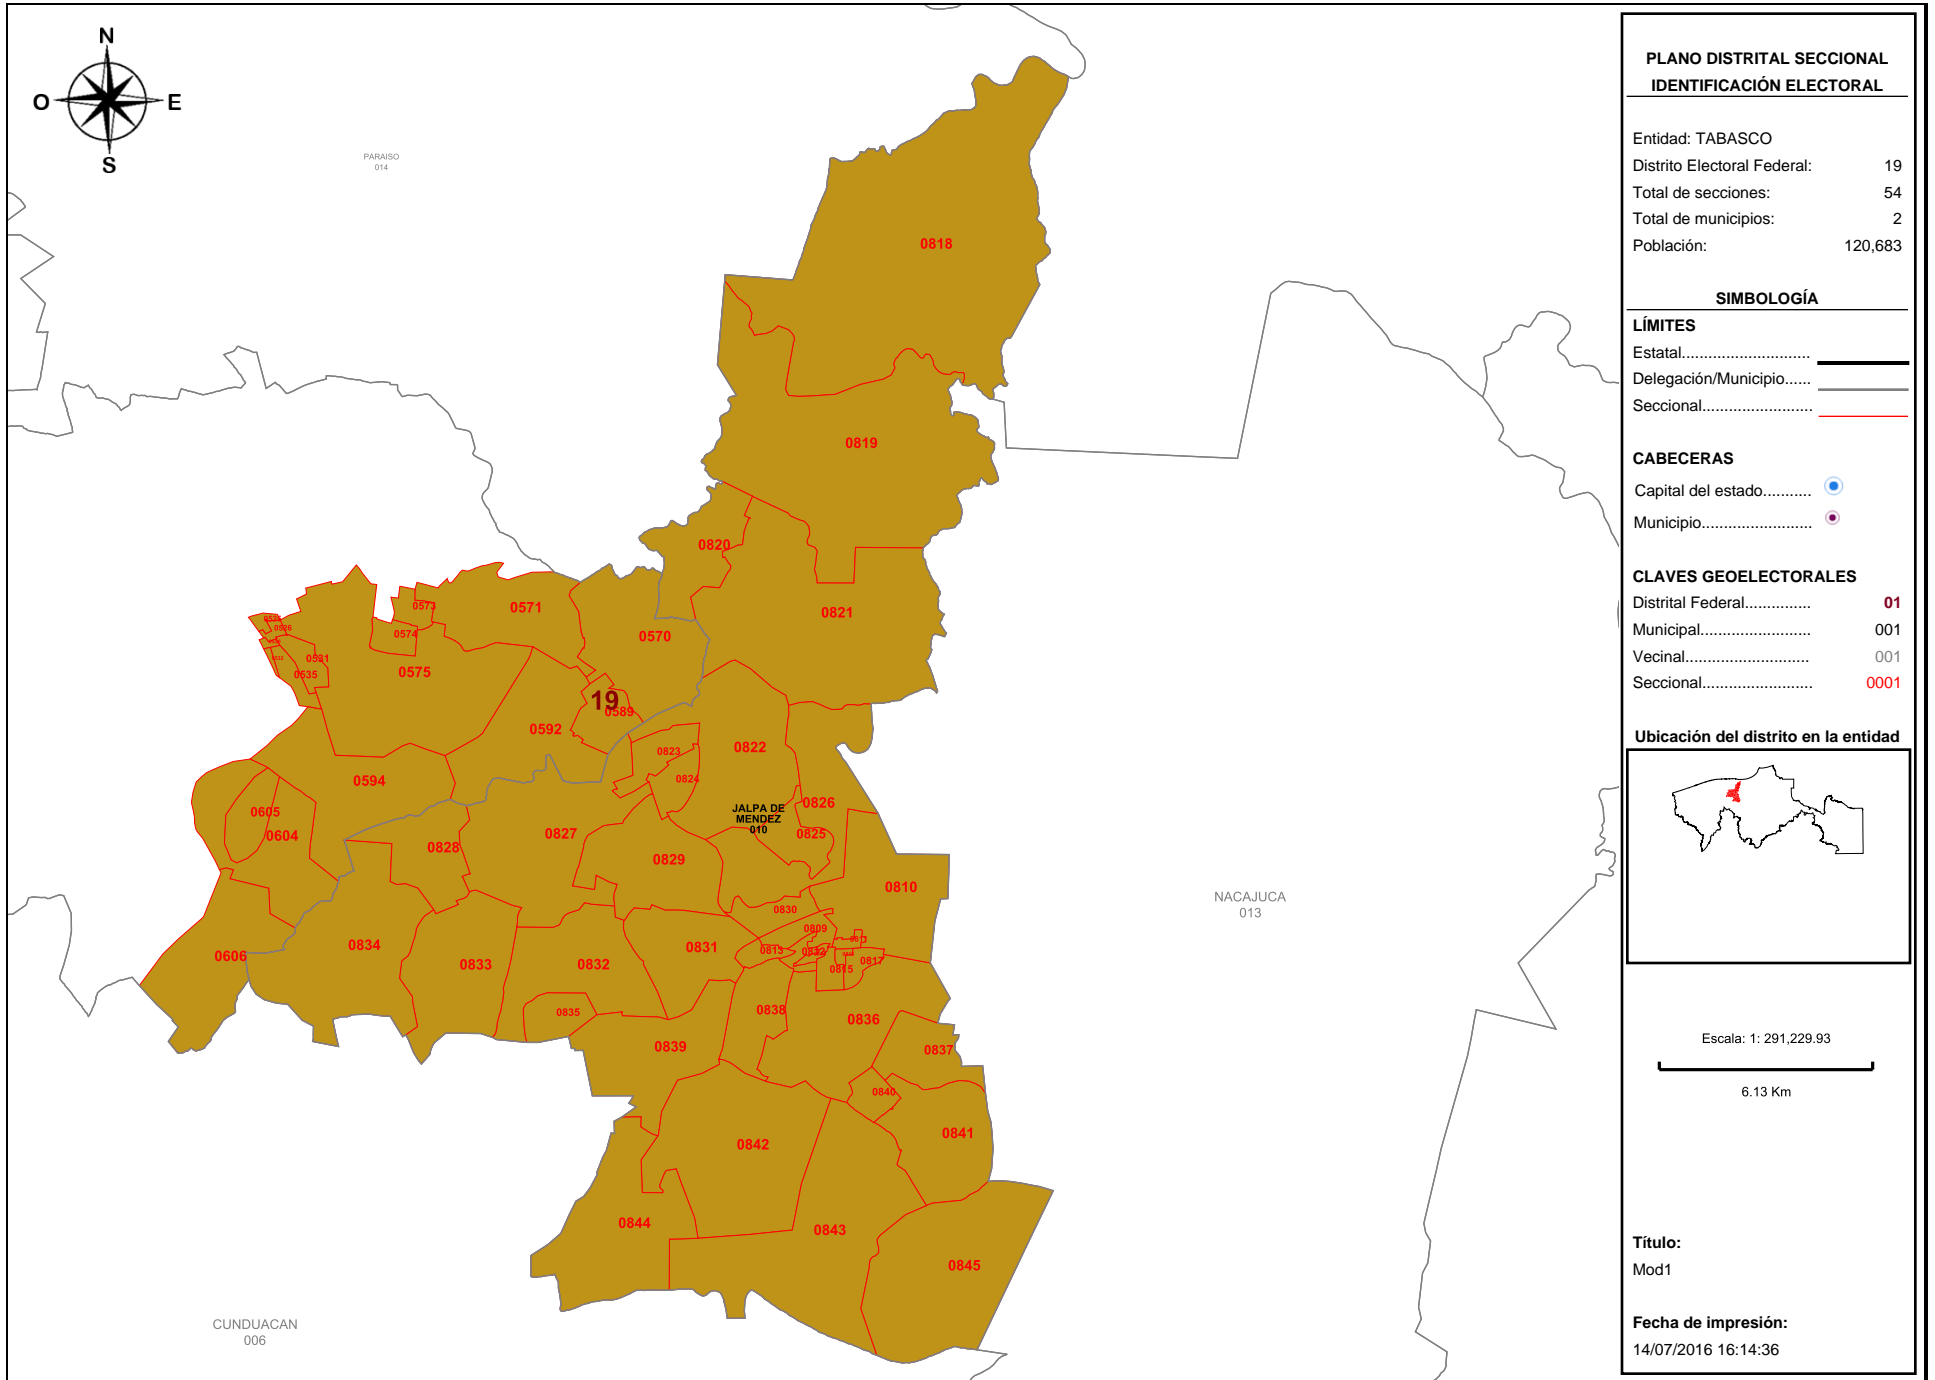 N
O
E
S
PARAISO
014
0818
0819
0820
0821
0571
0573
0574
0570
0526
0531
0535
0575
19
0589
0592
0822
0823
0824
0594
JALPA DE
MENDEZ
010
0826
0825
0605
0604
0828
0827
0829
0810
0830
0809
0813
0812
0815
0817
0606
0834
0833
0832
0831
0835
0838
0836
0839
0837
0840
0841
0842
0844
0843
0845
NACAJUCA
013
CUNDUACAN
006
PLANO DISTRITAL SECCIONAL
IDENTIFICACIÓN ELECTORAL
Entidad: TABASCO
Distrito Electoral Federal: 19
Total de secciones: 54
Total de municipios: 2
Población: 120,683
SIMBOLOGÍA
LÍMITES
Estatal............................
Delegación/Municipio......
Seccional.........................
CABECERAS
Capital del estado...........
Municipio.........................
CLAVES GEOELECTORALES
Distrital Federal............... 01
Municipal......................... 001
Vecinal............................ 001
Seccional......................... 0001
Ubicación del distrito en la entidad
Escala: 1: 291,229.93
6.13 Km
Título:
Mod1
Fecha de impresión:
14/07/2016 16:14:36